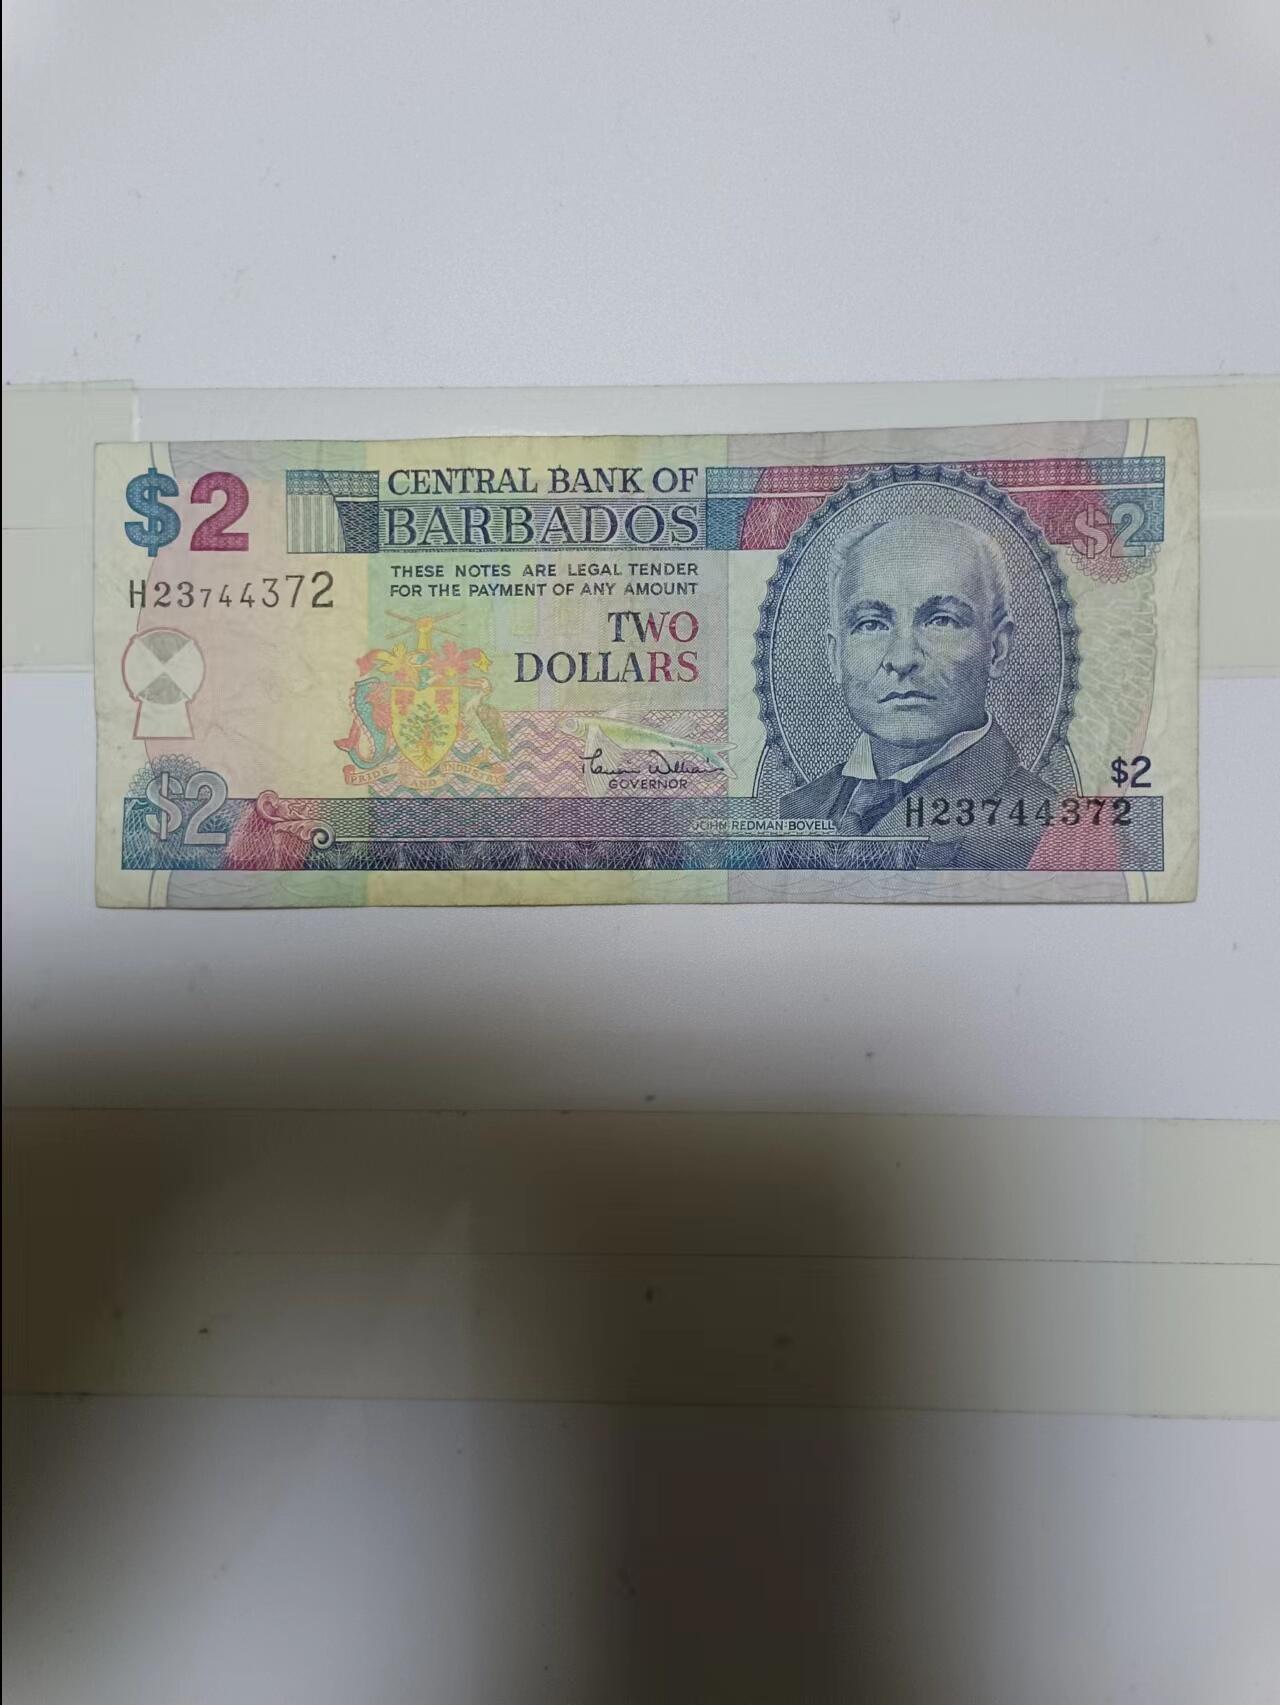 $2
CENTRAL BANK OF
BARBADOS
$2
H23744372
THESE NOTES ARE LEGAL TENDER
FOR THE PAYMENT OF ANY AMOUNT
TWO
DOLLARS
PRIDE AND INDUSTRY
GOVERNOR
$2
$2
JOHN REDMAN BOVELL
H23744372